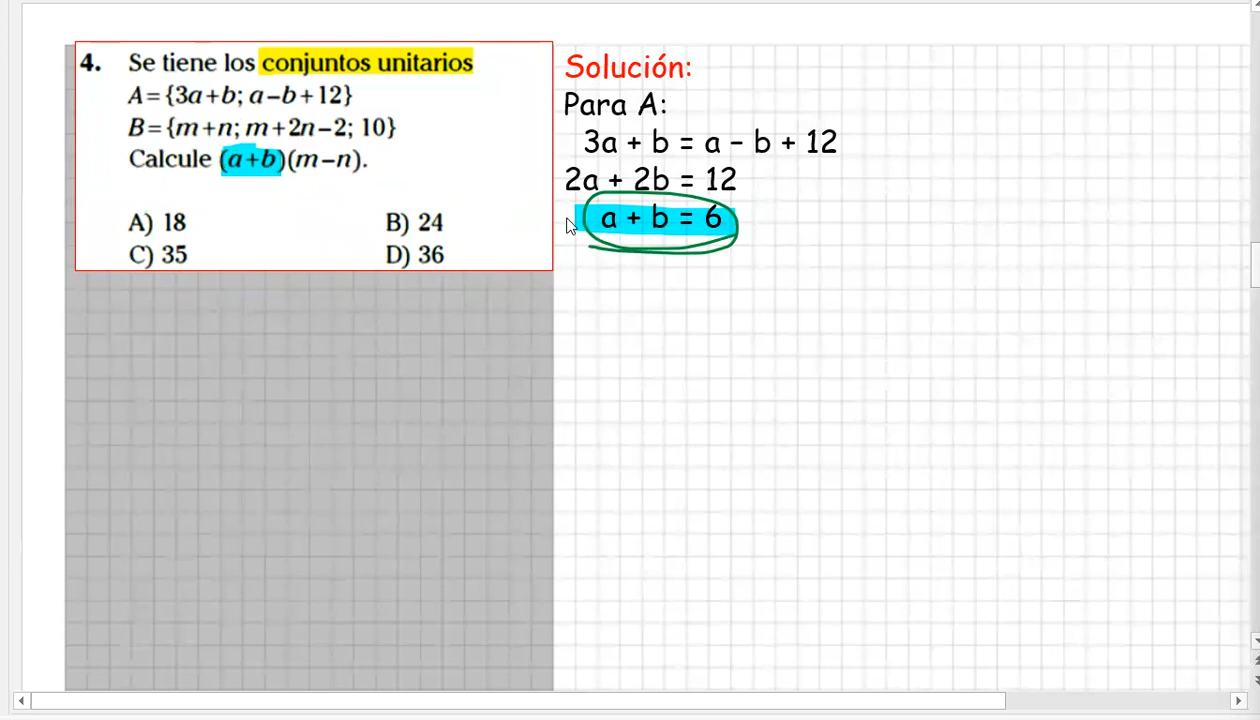 4. Se tiene los conjuntos unitarios
A={3a+b; a−b+12}
B={m+n; m+2n−2; 10}
Calcule (a+b)(m−n).
A) 18 B) 24
C) 35 D) 36
Solución:
Para A:
3a + b = a − b + 12
2a + 2b = 12
a + b = 6